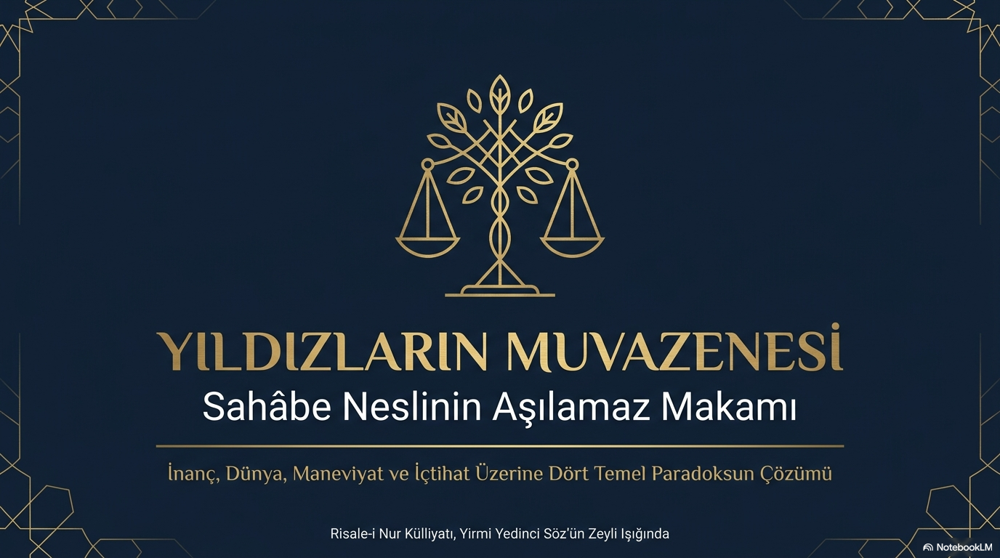 YILDIZLARIN MUVAZENESİ
Sahâbe Neslinin Aşılamaz Makamı
İnanç, Dünya, Maneviyat ve İçtihat Üzerine Dört Temel Paradoksun Çözümü
Risale-i Nur Külliyatı, Yirmi Yedinci Söz'ün Zeyli Işığında
NotebookLM